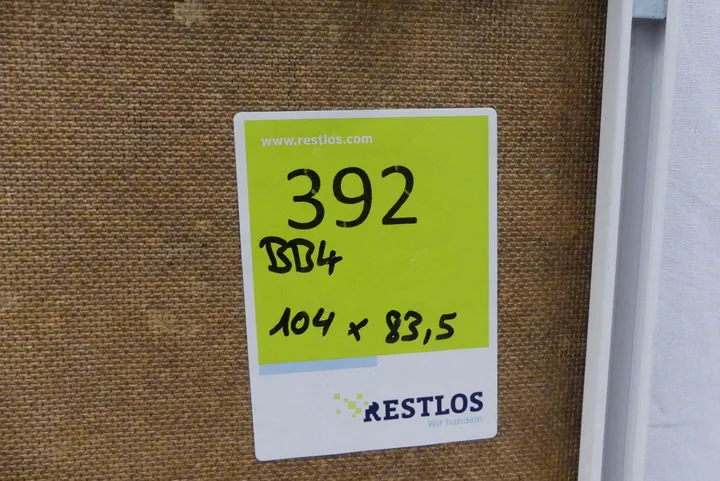 www.restlos.com
392
BB4
104 x 83,5
RESTLOS
Wir handeln